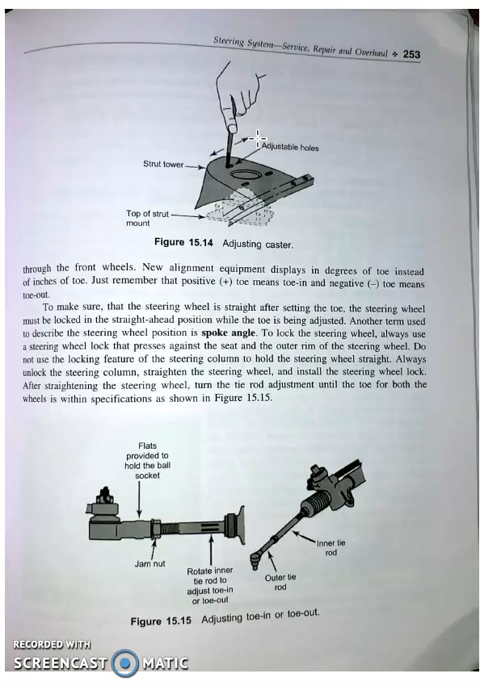 Steering System—Service, Repair and Overhaul ❖ 253
Adjustable holes
Strut tower
Top of strut
mount
Figure 15.14 Adjusting caster.
through the front wheels. New alignment equipment displays in degrees of toe instead
of inches of toe. Just remember that positive (+) toe means toe-in and negative (–) toe means
toe-out.
To make sure, that the steering wheel is straight after setting the toe, the steering wheel
must be locked in the straight-ahead position while the toe is being adjusted. Another term used
to describe the steering wheel position is spoke angle. To lock the steering wheel, always use
a steering wheel lock that presses against the seat and the outer rim of the steering wheel. Do
not use the locking feature of the steering column to hold the steering wheel straight. Always
unlock the steering column, straighten the steering wheel, and install the steering wheel lock.
After straightening the steering wheel, turn the tie rod adjustment until the toe for both the
wheels is within specifications as shown in Figure 15.15.
Flats
provided to
hold the ball
socket
Jam nut
Rotate inner
tie rod to
adjust toe-in
or toe-out
Inner tie
rod
Outer tie
rod
Figure 15.15 Adjusting toe-in or toe-out.
RECORDED WITH
SCREENCAST MATIC